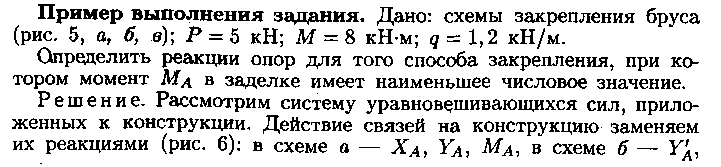 Пример выполнения задания. Дано: схемы закрепления бруса
(рис. 5, а, б, в); P = 5 кН; M = 8 кН·м; q = 1,2 кН/м.
Определить реакции опор для того способа закрепления, при ко-
тором момент M_A в заделке имеет наименьшее числовое значение.
Решение. Рассмотрим систему уравновешивающихся сил, прило-
женных к конструкции. Действие связей на конструкцию заменяем
их реакциями (рис. 6): в схеме а — X_A, Y_A, M_A, в схеме б — Y'_A,